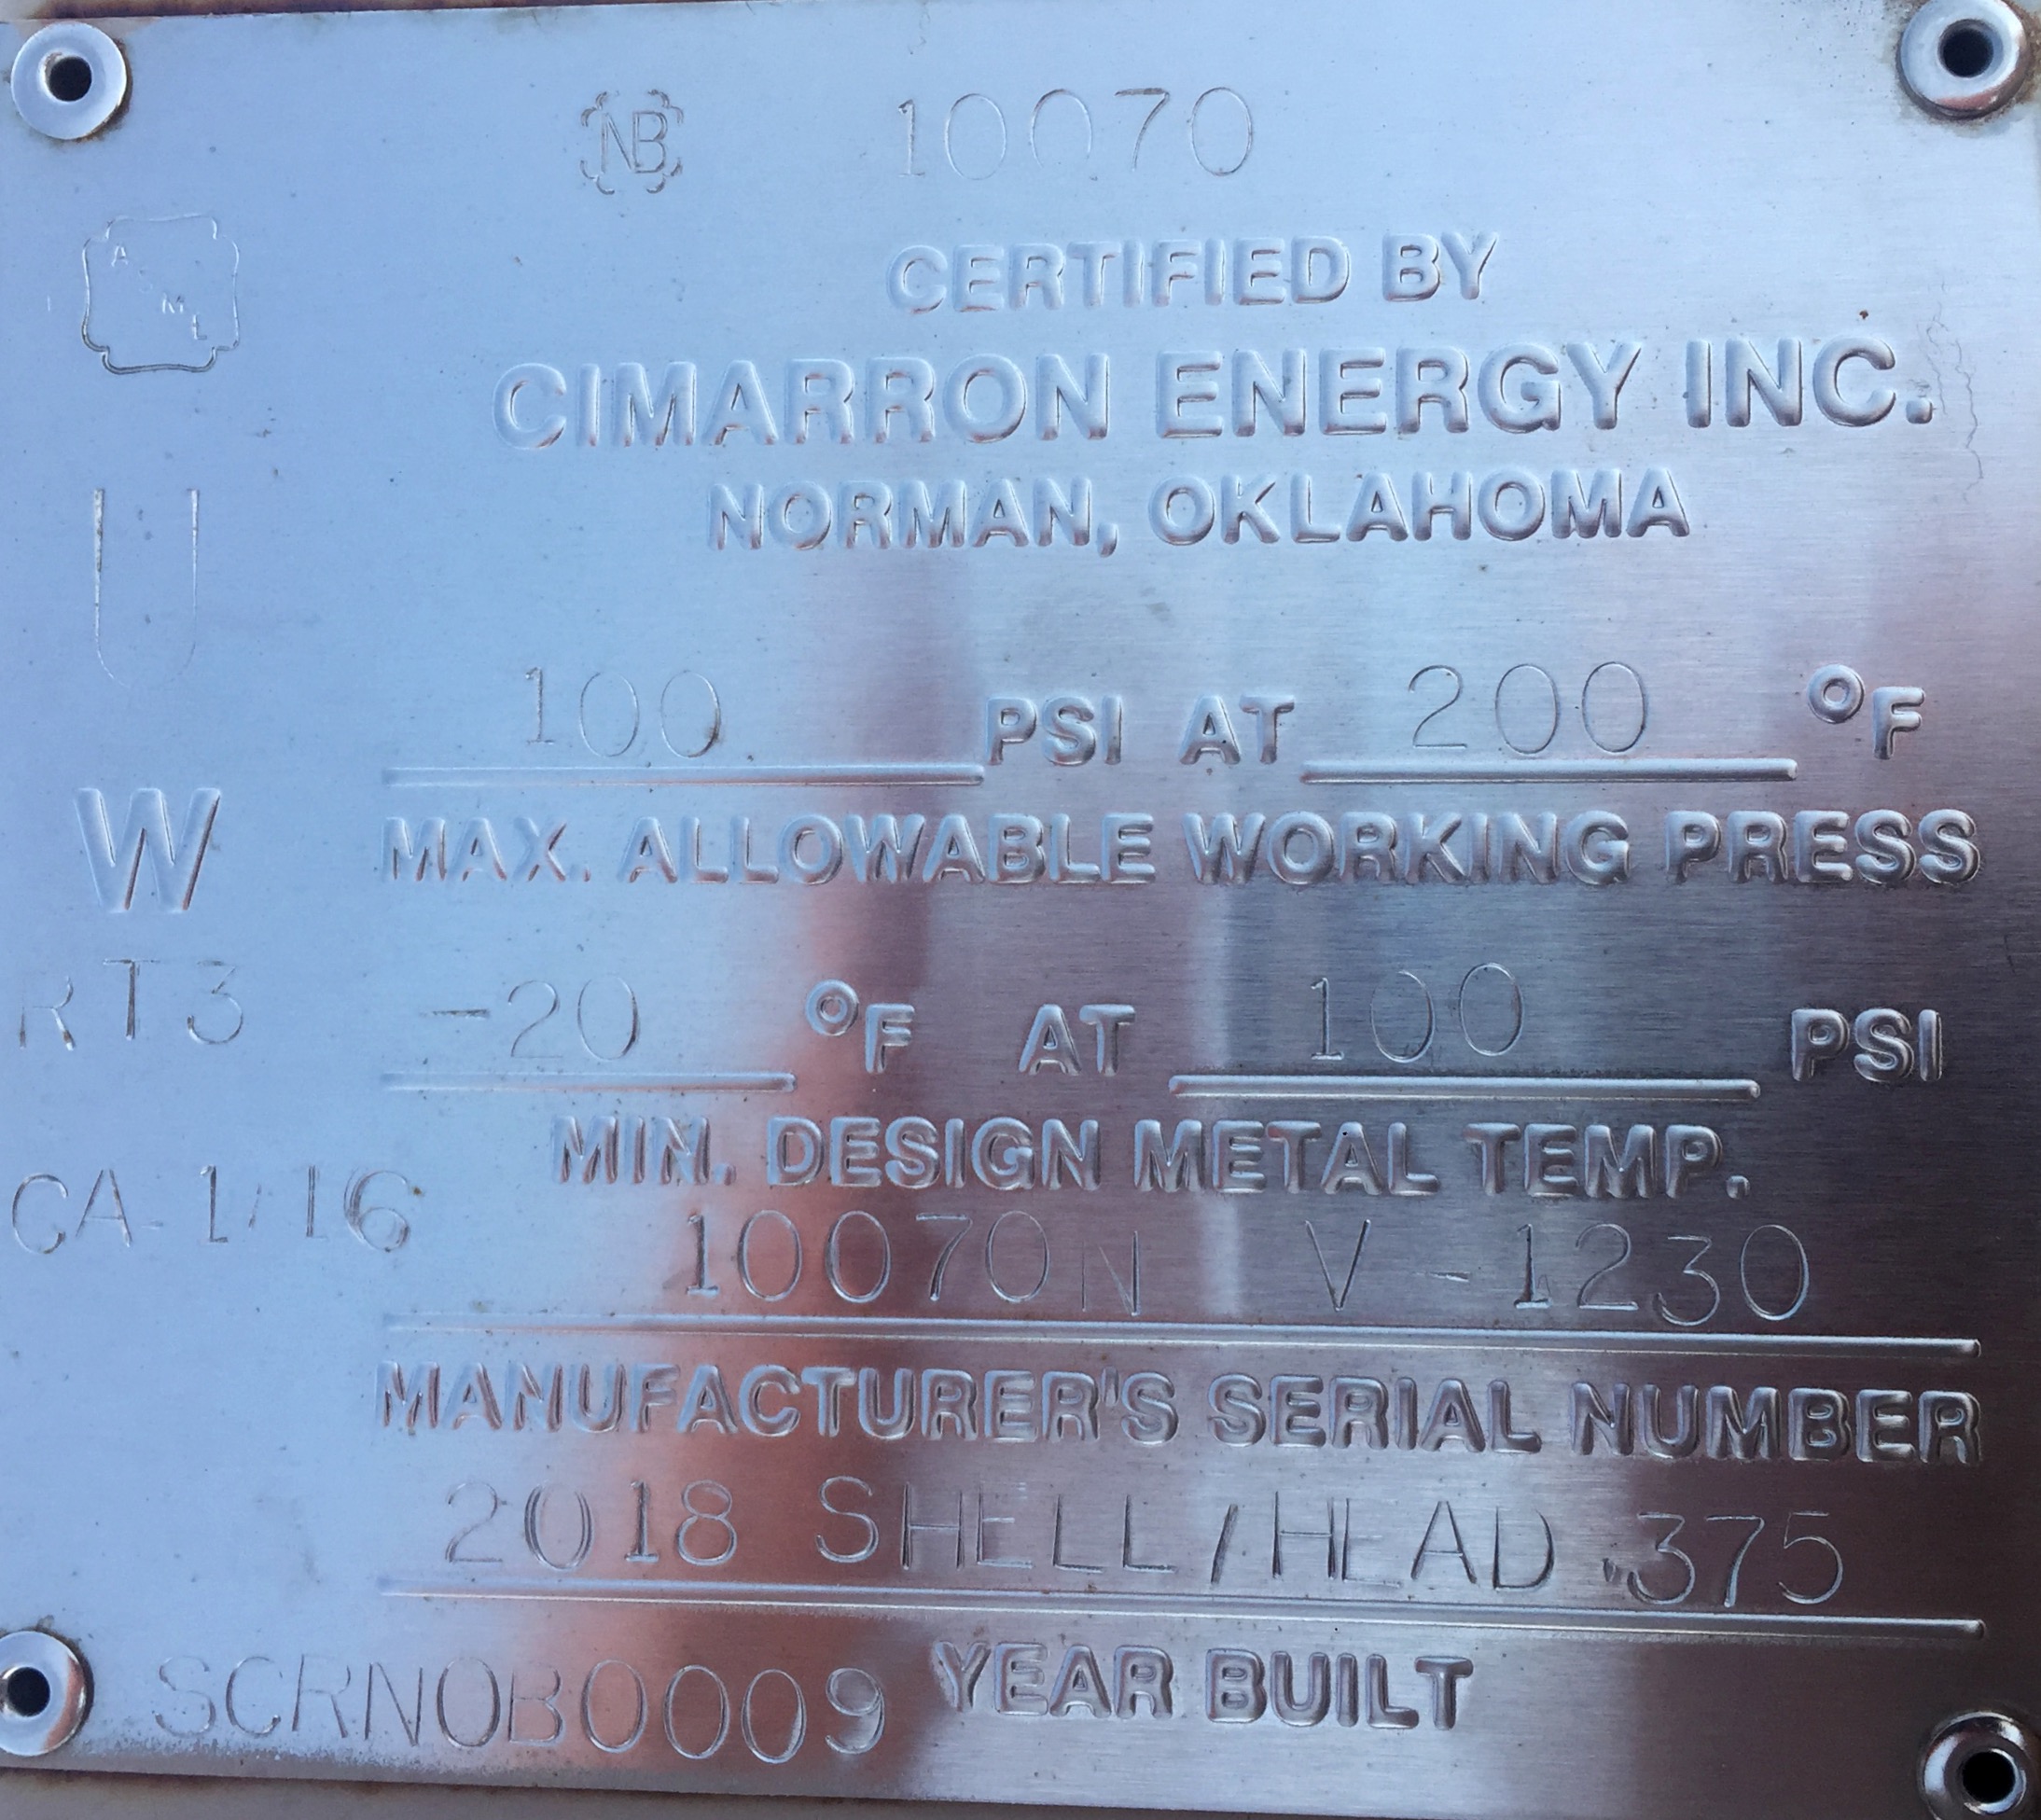 NB 10070
ASME
CERTIFIED BY
CIMARRON ENERGY INC.
NORMAN, OKLAHOMA
U
100 PSI AT 200 °F
W
MAX. ALLOWABLE WORKING PRESS
RT3
-20 °F AT 100 PSI
MIN. DESIGN METAL TEMP.
CA-1/16
10070N V-1230
MANUFACTURER'S SERIAL NUMBER
2018 SHELL/HEAD .375
YEAR BUILT
SCRNOB0009